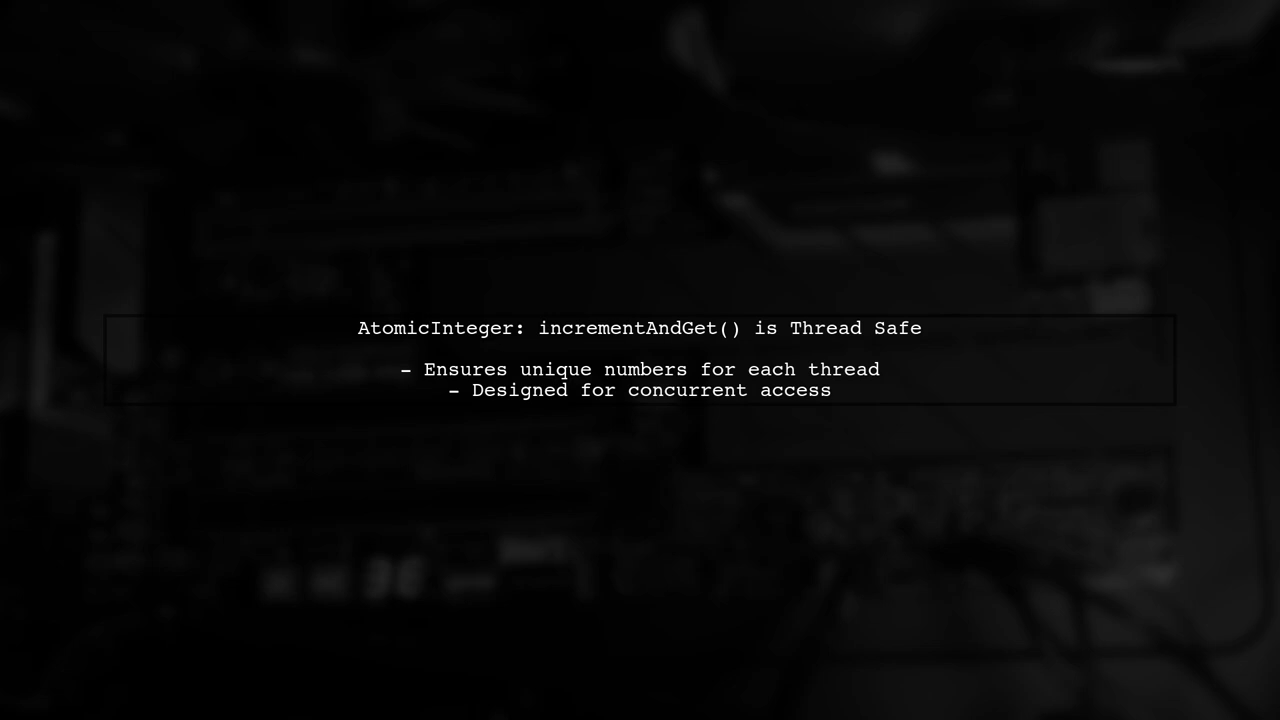 AtomicInteger: incrementAndGet() is Thread Safe
- Ensures unique numbers for each thread
- Designed for concurrent access